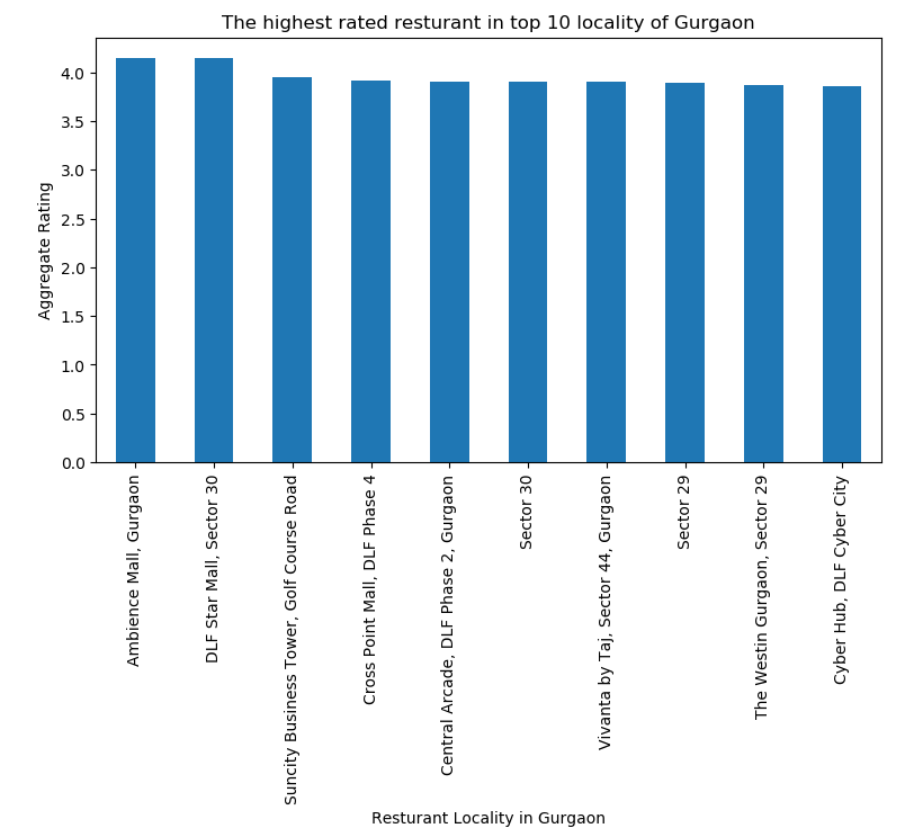 The highest rated resturant in top 10 locality of Gurgaon
Aggregate Rating
4.0
3.5
3.0
2.5
2.0
1.5
1.0
0.5
0.0
Ambience Mall, Gurgaon
DLF Star Mall, Sector 30
Suncity Business Tower, Golf Course Road
Cross Point Mall, DLF Phase 4
Central Arcade, DLF Phase 2, Gurgaon
Sector 30
Vivanta by Taj, Sector 44, Gurgaon
Sector 29
The Westin Gurgaon, Sector 29
Cyber Hub, DLF Cyber City
Resturant Locality in Gurgaon